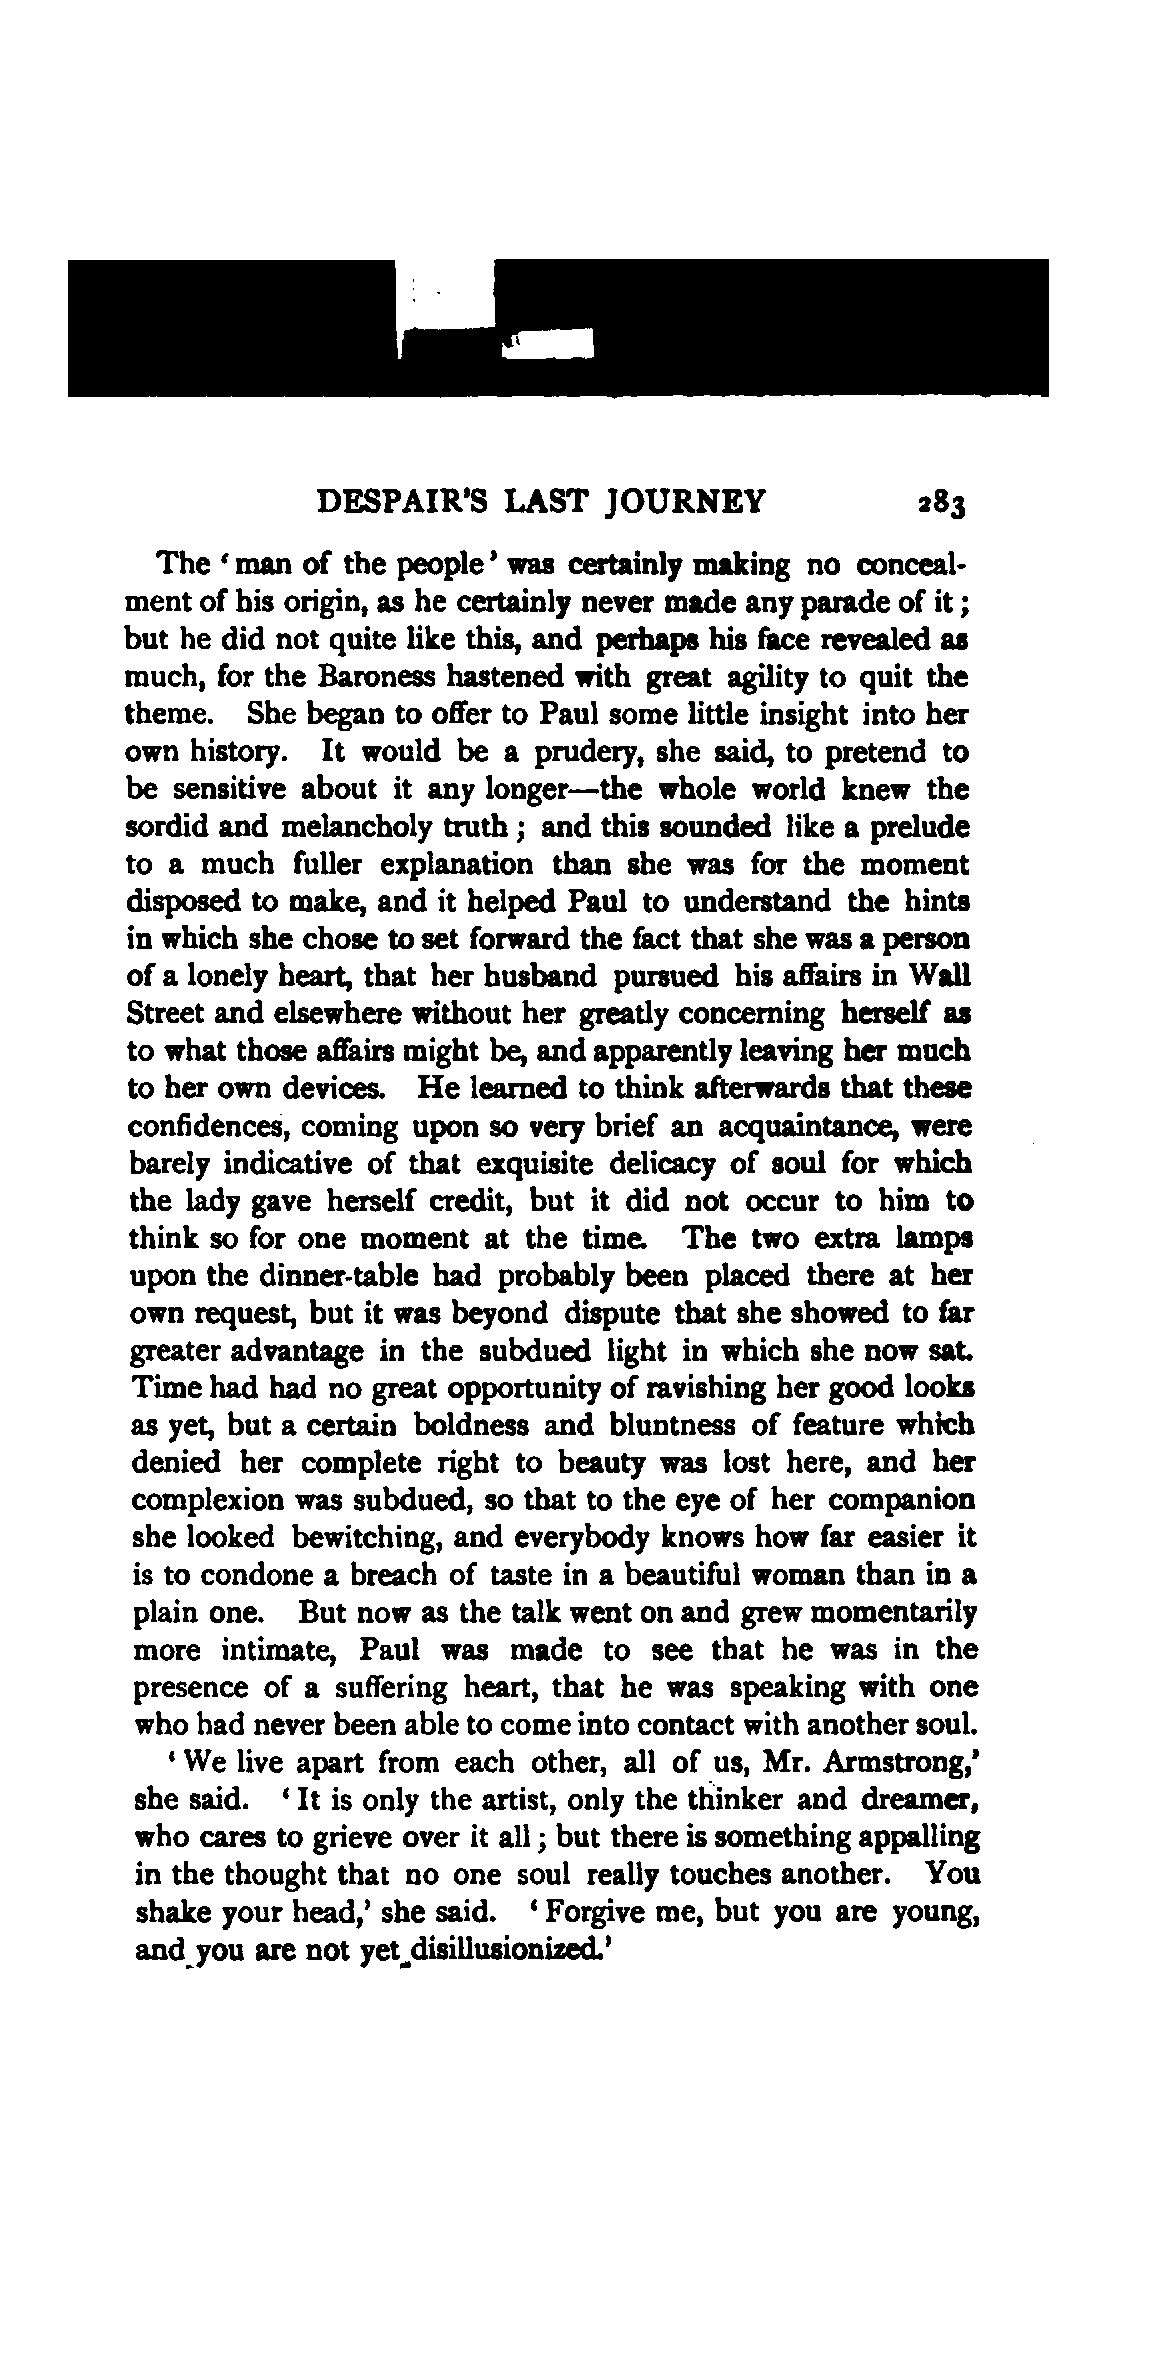 DESPAIR'S LAST JOURNEY 283
The ‘man of the people’ was certainly making no conceal-
ment of his origin, as he certainly never made any parade of it;
but he did not quite like this, and perhaps his face revealed as
much, for the Baroness hastened with great agility to quit the
theme. She began to offer to Paul some little insight into her
own history. It would be a prudery, she said, to pretend to
be sensitive about it any longer—the whole world knew the
sordid and melancholy truth; and this sounded like a prelude
to a much fuller explanation than she was for the moment
disposed to make, and it helped Paul to understand the hints
in which she chose to set forward the fact that she was a person
of a lonely heart, that her husband pursued his affairs in Wall
Street and elsewhere without her greatly concerning herself as
to what those affairs might be, and apparently leaving her much
to her own devices. He learned to think afterwards that these
confidences, coming upon so very brief an acquaintance, were
barely indicative of that exquisite delicacy of soul for which
the lady gave herself credit, but it did not occur to him to
think so for one moment at the time. The two extra lamps
upon the dinner-table had probably been placed there at her
own request, but it was beyond dispute that she showed to far
greater advantage in the subdued light in which she now sat.
Time had had no great opportunity of ravishing her good looks
as yet, but a certain boldness and bluntness of feature which
denied her complete right to beauty was lost here, and her
complexion was subdued, so that to the eye of her companion
she looked bewitching, and everybody knows how far easier it
is to condone a breach of taste in a beautiful woman than in a
plain one. But now as the talk went on and grew momentarily
more intimate, Paul was made to see that he was in the
presence of a suffering heart, that he was speaking with one
who had never been able to come into contact with another soul.
‘We live apart from each other, all of us, Mr. Armstrong,’
she said. ‘It is only the artist, only the thinker and dreamer,
who cares to grieve over it all; but there is something appalling
in the thought that no one soul really touches another. You
shake your head,’ she said. ‘Forgive me, but you are young,
and you are not yet disillusionized.’